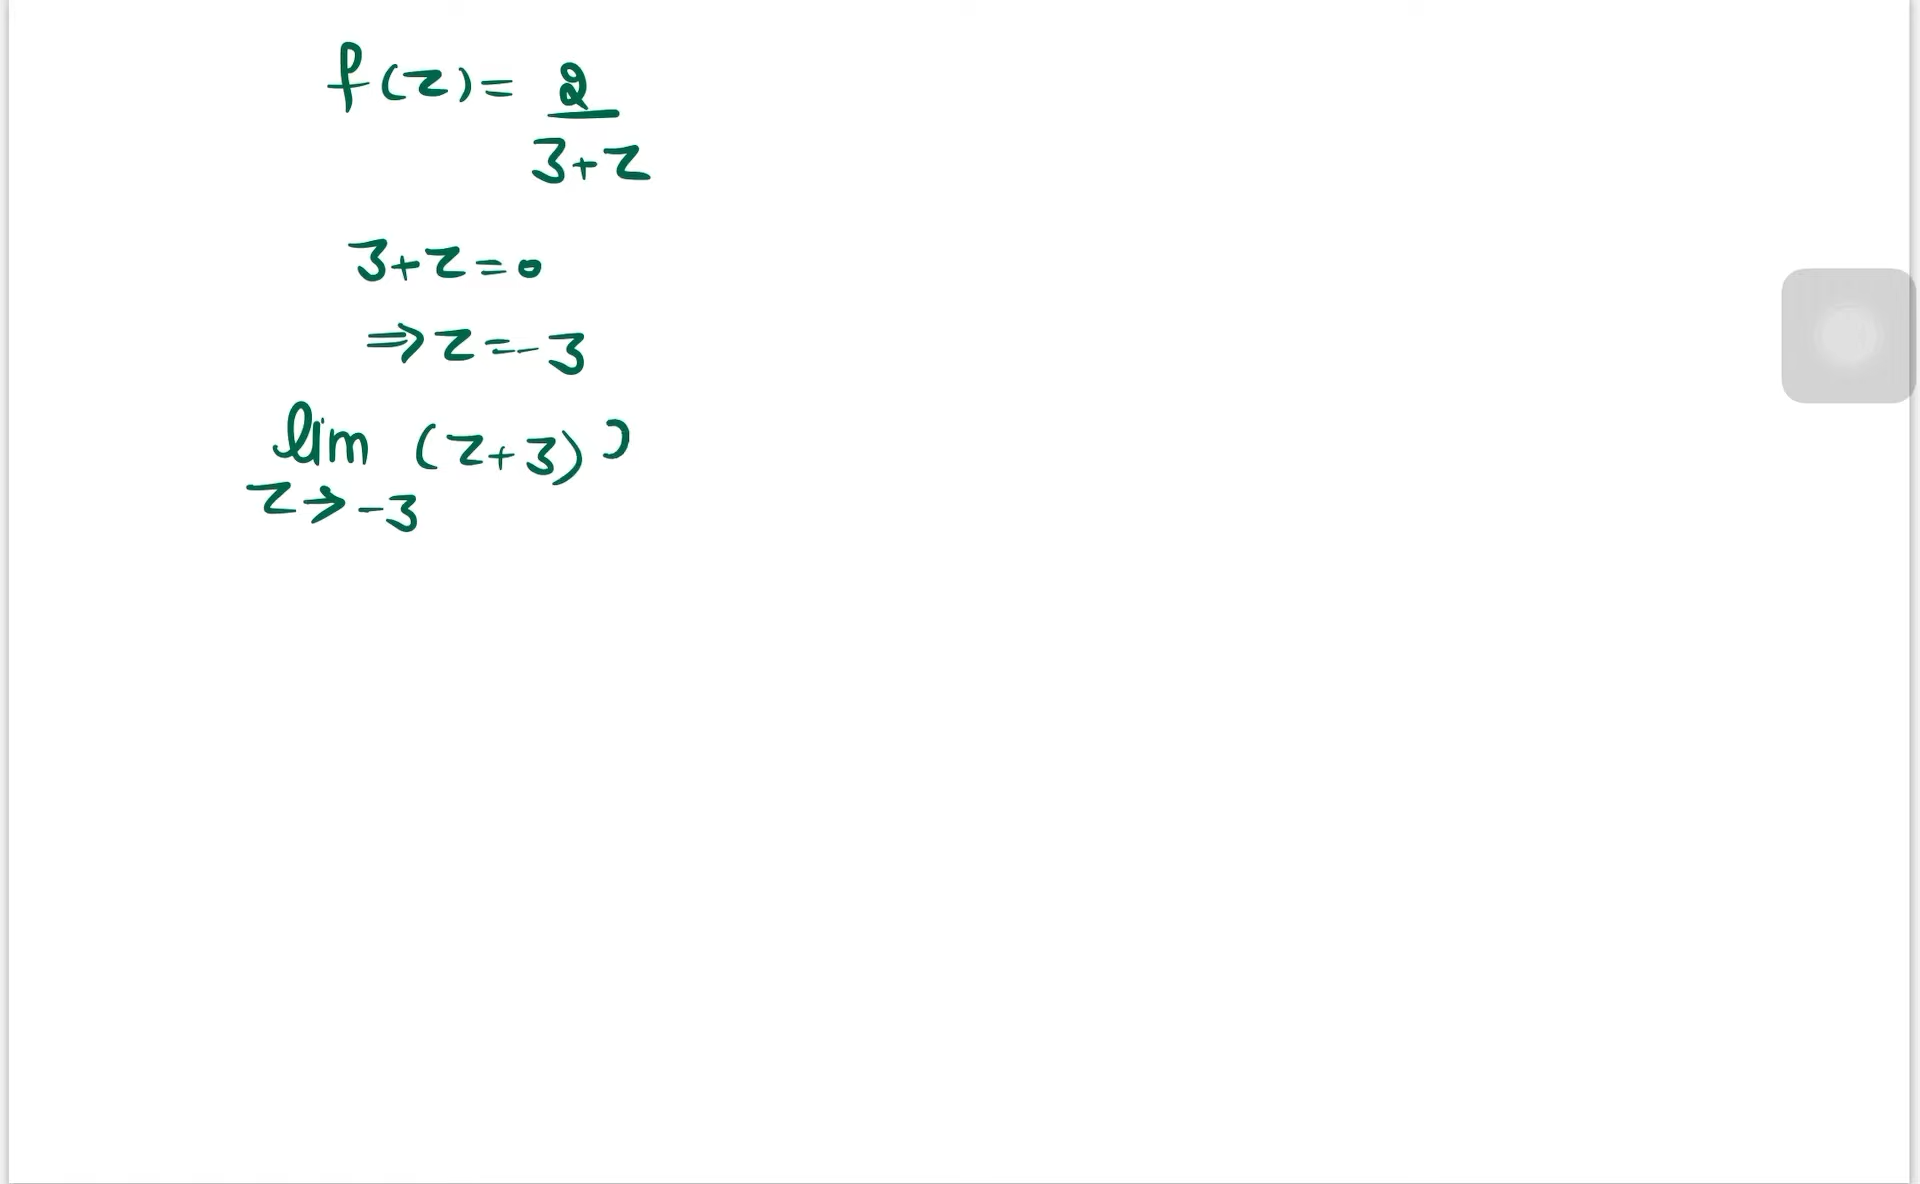 f(z) = 2/(3+z)
3+z=0
⇒ z=-3
lim (z+3)
z→-3